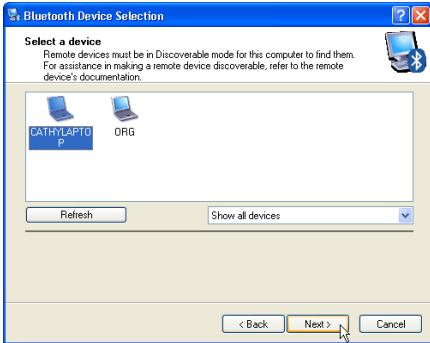 Bluetooth Device Selection
Select a device
Remote devices must be in Discoverable mode for this computer to find them.
For assistance in making a remote device discoverable, refer to the remote
device's documentation.
CATHYLAPTO
P
ORG
Refresh
Show all devices
< Back
Next >
Cancel